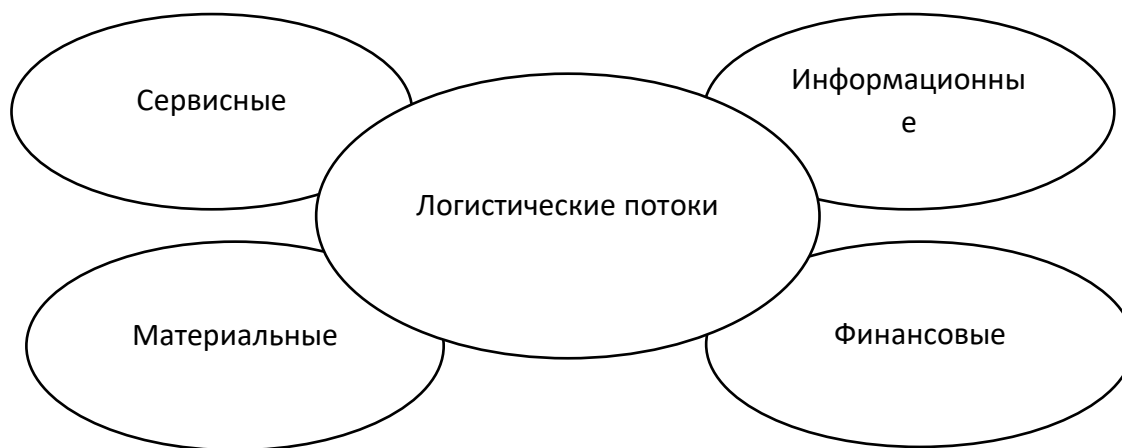 Сервисные
Информационны
е
Логистические потоки
Материальные
Финансовые